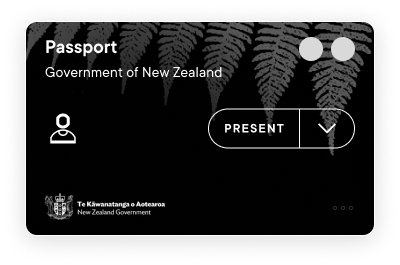 Passport
Government of New Zealand
PRESENT
Te Kāwanatanga o Aotearoa
New Zealand Government